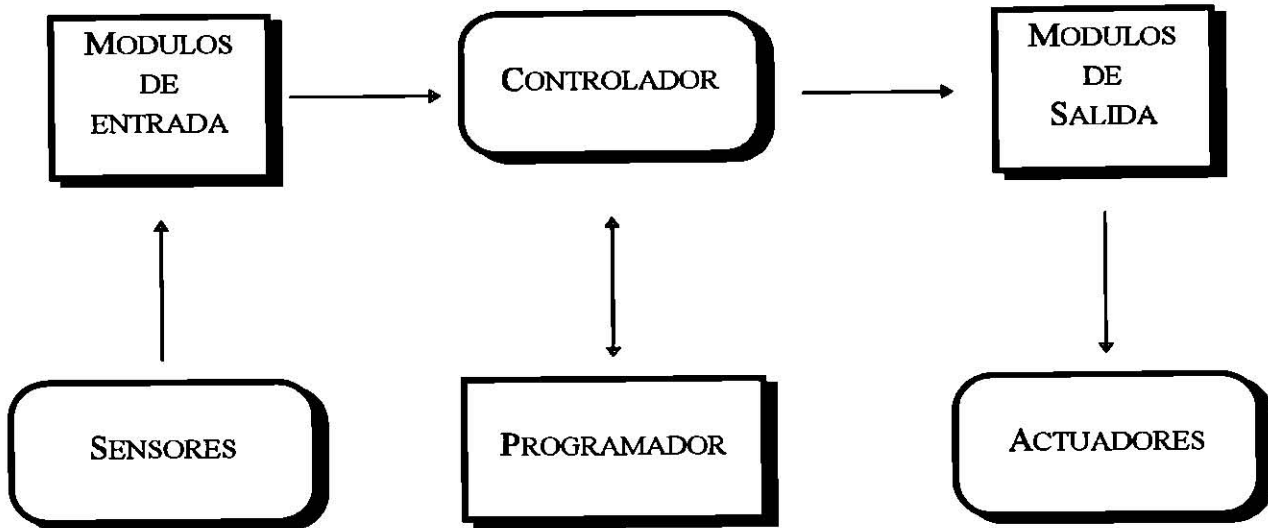 MODULOS
DE
ENTRADA
CONTROLADOR
MODULOS
DE
SALIDA
SENSORES
PROGRAMADOR
ACTUADORES